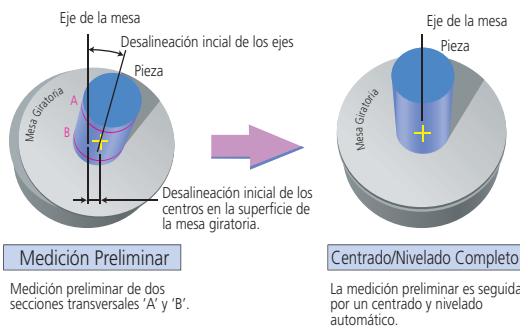 Eje de la mesa
Desalineación incial de los ejes
Pieza
Mesa Giratoria
A
B
Desalineación inicial de los
centros en la superficie de
la mesa giratoria.
Medición Preliminar
Medición preliminar de dos
secciones transversales 'A' y 'B'.
Eje de la mesa
Pieza
Mesa Giratoria
Centrado/Nivelado Completo
La medición preliminar es seguida
por un centrado y nivelado
automático.